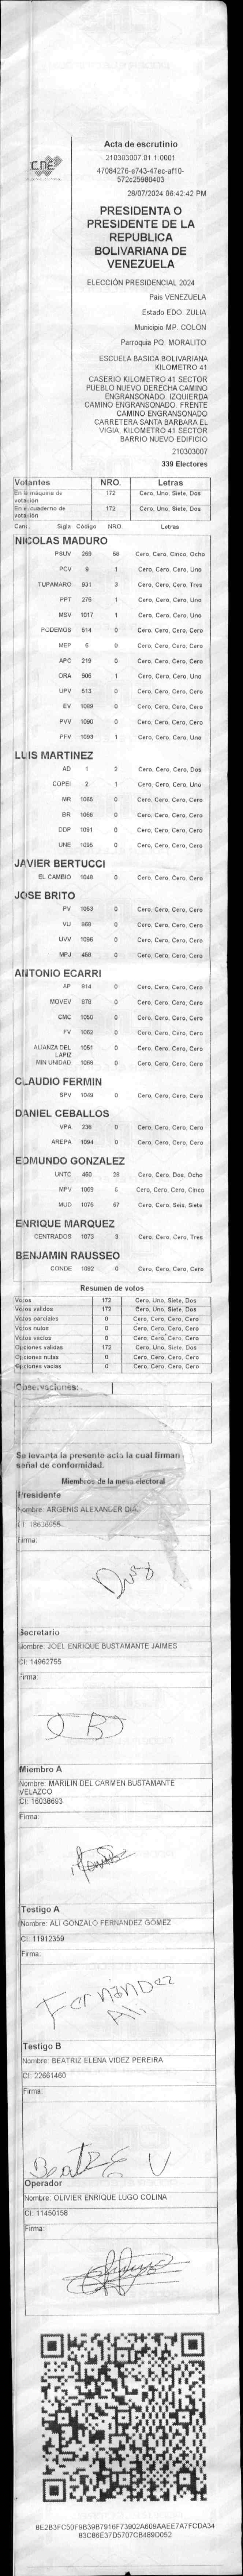 CNE
Acta de escrutinio
210303007.01.1.0001
47084276-e743-47ec-af10-
572c25980403
28/07/2024 06:42:42 PM
PRESIDENTA O
PRESIDENTE DE LA
REPUBLICA
BOLIVARIANA DE
VENEZUELA
ELECCIÓN PRESIDENCIAL 2024
País VENEZUELA
Estado EDO. ZULIA
Municipio MP. COLÓN
Parroquia PQ. MORALITO
ESCUELA BASICA BOLIVARIANA
KILOMETRO 41
CASERIO KILOMETRO 41 SECTOR
PUEBLO NUEVO DERECHA CAMINO
ENGRANSONADO. IZQUIERDA
CAMINO ENGRANSONADO. FRENTE
CAMINO ENGRANSONADO
CARRETERA SANTA BARBARA EL
VIGIA, KILOMETRO 41 SECTOR
BARRIO NUEVO EDIFICIO
210303007
339 Electores
Votantes NRO. Letras
En la máquina de votación 172 Cero, Uno, Siete, Dos
En el cuaderno de votación 172 Cero, Uno, Siete, Dos
Cand. Sigla Código NRO. Letras
NICOLAS MADURO
PSUV 269 58 Cero, Cero, Cinco, Ocho
PCV 9 1 Cero, Cero, Cero, Uno
TUPAMARO 931 3 Cero, Cero, Cero, Tres
PPT 276 1 Cero, Cero, Cero, Uno
MSV 1017 1 Cero, Cero, Cero, Uno
PODEMOS 514 0 Cero, Cero, Cero, Cero
MEP 6 0 Cero, Cero, Cero, Cero
APC 219 0 Cero, Cero, Cero, Cero
ORA 906 1 Cero, Cero, Cero, Uno
UPV 513 0 Cero, Cero, Cero, Cero
EV 1089 0 Cero, Cero, Cero, Cero
PVV 1090 0 Cero, Cero, Cero, Cero
PFV 1093 1 Cero, Cero, Cero, Uno
LUIS MARTINEZ
AD 1 2 Cero, Cero, Cero, Dos
COPEI 2 1 Cero, Cero, Cero, Uno
MR 1065 0 Cero, Cero, Cero, Cero
BR 1066 0 Cero, Cero, Cero, Cero
DDP 1091 0 Cero, Cero, Cero, Cero
UNE 1095 0 Cero, Cero, Cero, Cero
JAVIER BERTUCCI
EL CAMBIO 1048 0 Cero, Cero, Cero, Cero
JOSE BRITO
PV 1053 0 Cero, Cero, Cero, Cero
VU 868 0 Cero, Cero, Cero, Cero
UVV 1096 0 Cero, Cero, Cero, Cero
MPJ 458 0 Cero, Cero, Cero, Cero
ANTONIO ECARRI
AP 814 0 Cero, Cero, Cero, Cero
MOVEV 979 0 Cero, Cero, Cero, Cero
CMC 1050 0 Cero, Cero, Cero, Cero
FV 1062 0 Cero, Cero, Cero, Cero
ALIANZA DEL LAPIZ 1051 0 Cero, Cero, Cero, Cero
MIN UNIDAD 0 Cero, Cero, Cero, Cero
CLAUDIO FERMIN
SPV 1049 0 Cero, Cero, Cero, Cero
DANIEL CEBALLOS
VPA 236 0 Cero, Cero, Cero, Cero
AREPA 1094 0 Cero, Cero, Cero, Cero
EDMUNDO GONZALEZ
UNTC 460 28 Cero, Cero, Dos, Ocho
MPV 5 Cero, Cero, Cero, Cinco
MUD 67 Cero, Cero, Seis, Siete
ENRIQUE MARQUEZ
CENTRADOS 1073 3 Cero, Cero, Cero, Tres
BENJAMIN RAUSSEO
CONDE 1092 0 Cero, Cero, Cero, Cero
Resumen de votos
Votos 172 Cero, Uno, Siete, Dos
Votos validos 172 Cero, Uno, Siete, Dos
Votos parciales 0 Cero, Cero, Cero, Cero
Votos nulos 0 Cero, Cero, Cero, Cero
Votos vacios 0 Cero, Cero, Cero, Cero
Opciones validas 172 Cero, Uno, Siete, Dos
Opciones nulas 0 Cero, Cero, Cero, Cero
Opciones vacias 0 Cero, Cero, Cero, Cero
Observaciones:
Se levanta la presente acta la cual firman
señal de conformidad.
Miembros de la mesa electoral
Presidente
Nombre: ARGENIS ALEXANDER
CI:
Firma:
Secretario
Nombre: JOEL ENRIQUE BUSTAMANTE JAIMES
CI: 14962755
Firma:
Miembro A
Nombre: MARILIN DEL CARMEN BUSTAMANTE
VELAZCO
CI: 16038693
Firma:
Testigo A
Nombre: ALI GONZALO FERNANDEZ GOMEZ
CI: 11912359
Firma:
Fernández
Ali
Testigo B
Nombre: BEATRIZ ELENA VIDEZ PEREIRA
CI: 22661460
Firma:
Beatriz V
Operador
Nombre: OLIVIER ENRIQUE LUGO COLINA
CI: 11450158
Firma:
8E2B3FC50F9B39B7916F73902A609AAEE7A7FCDA34
83C86E37D5707CB489D052